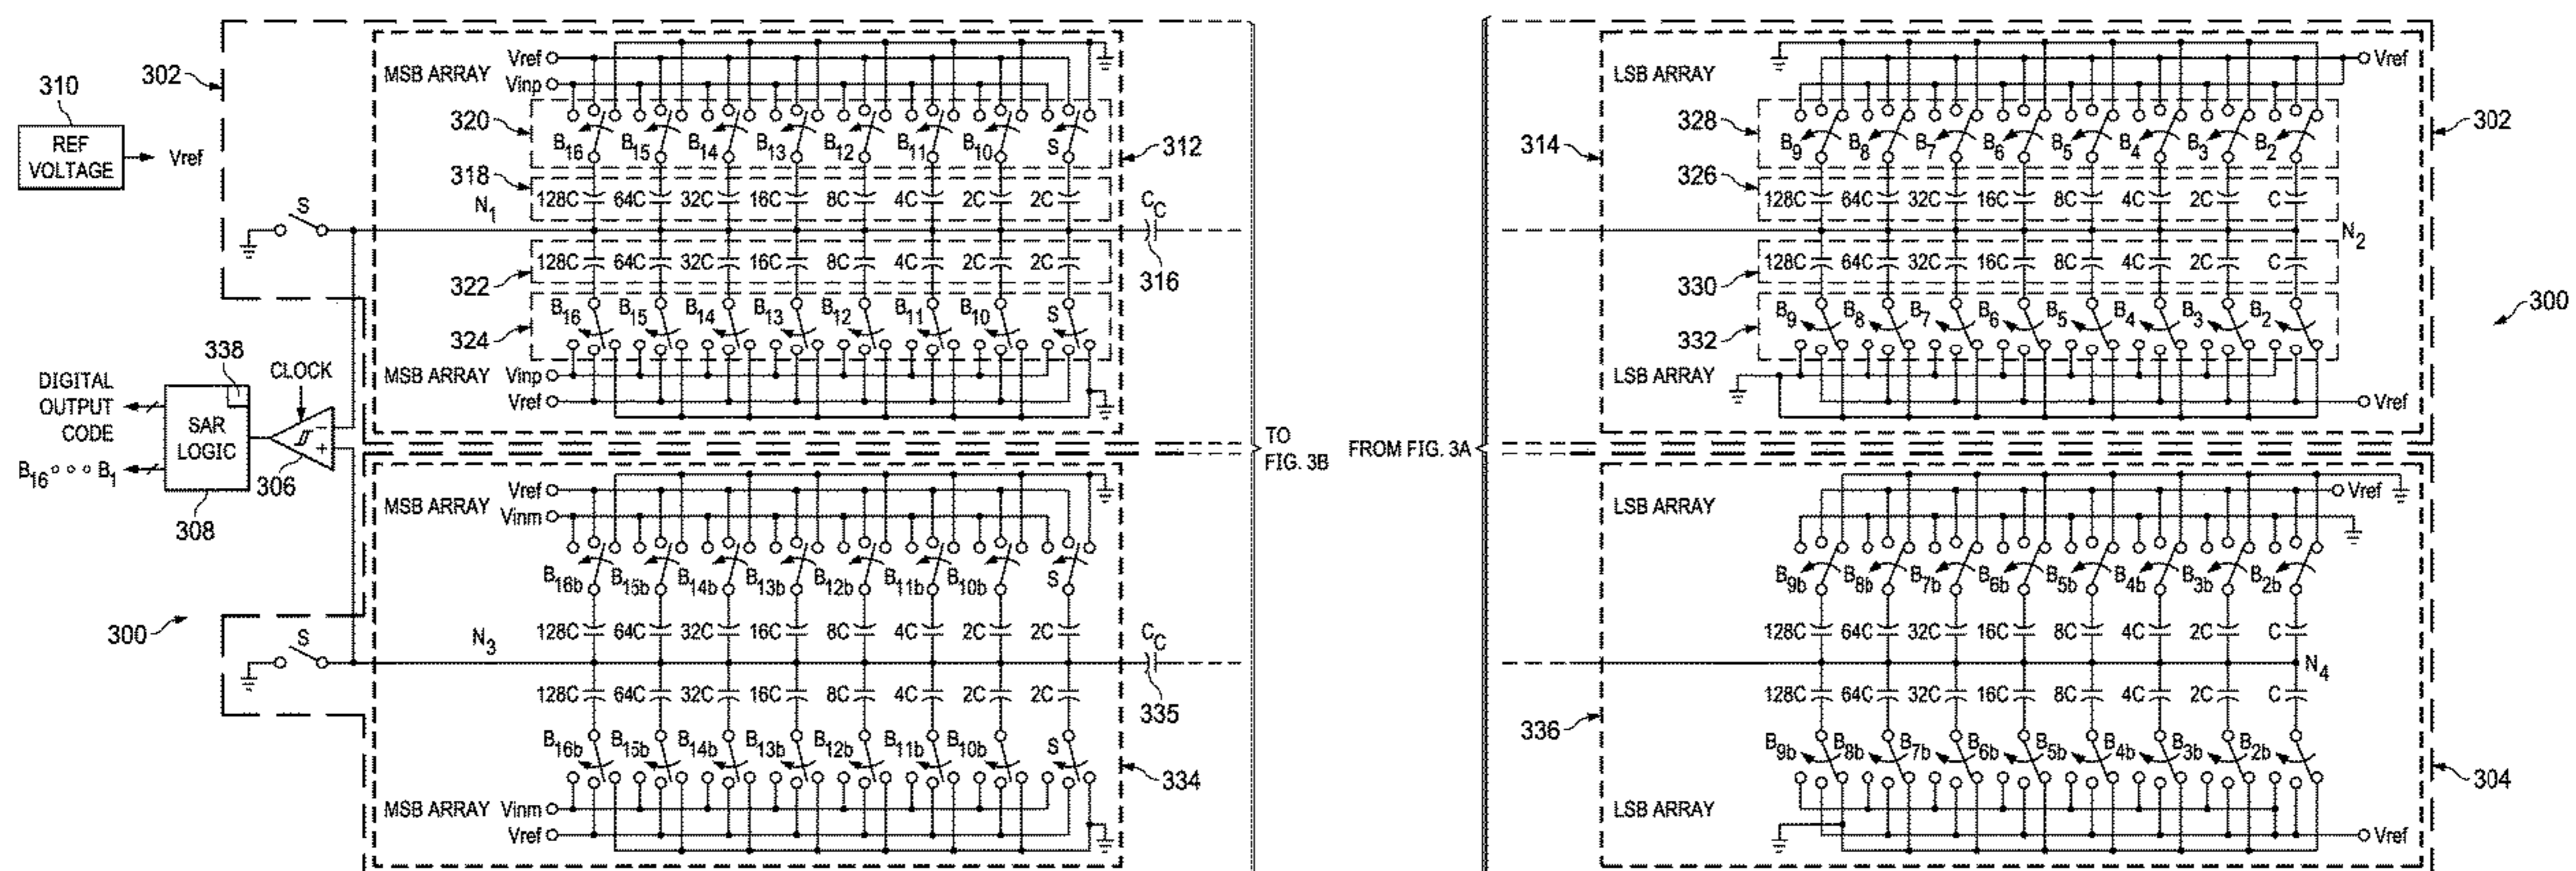 302
310
REF
VOLTAGE
Vref
S
MSB ARRAY
Vref
Vinp
320
B16 B15 B14 B13 B12 B11 B10 S
312
318
128C 64C 32C 16C 8C 4C 2C 2C
N1
CC
316
322
128C 64C 32C 16C 8C 4C 2C 2C
324
B16 B15 B14 B13 B12 B11 B10 S
MSB ARRAY
Vinp
Vref
338
CLOCK
DIGITAL
OUTPUT
CODE
SAR
LOGIC
B16 ∘∘∘ B1
−
+
306
308
300
S
MSB ARRAY
Vref
Vinm
B16b B15b B14b B13b B12b B11b B10b S
N3
128C 64C 32C 16C 8C 4C 2C 2C
CC
335
128C 64C 32C 16C 8C 4C 2C 2C
B16b B15b B14b B13b B12b B11b B10b S
334
MSB ARRAY
Vinm
Vref
TO
FIG. 3B
FROM FIG. 3A
LSB ARRAY
Vref
328
302
314
B9 B8 B7 B6 B5 B4 B3 B2
326
128C 64C 32C 16C 8C 4C 2C C
N2
330
128C 64C 32C 16C 8C 4C 2C C
300
332
B9 B8 B7 B6 B5 B4 B3 B2
LSB ARRAY
Vref
LSB ARRAY
Vref
B9b B8b B7b B6b B5b B4b B3b B2b
128C 64C 32C 16C 8C 4C 2C C
N4
336
128C 64C 32C 16C 8C 4C 2C C
B9b B8b B7b B6b B5b B4b B3b B2b
304
LSB ARRAY
Vref